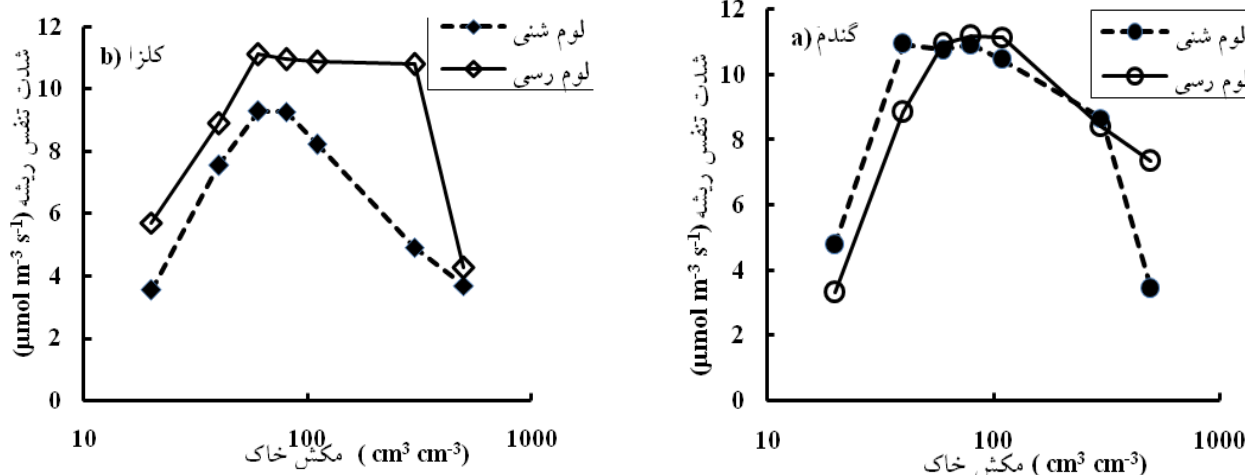 b) کلزا
لوم شنی
لوم رسی
شدت تنفس ریشه (µmol m⁻³ s⁻¹)
12
10
8
6
4
2
0
10
100
1000
مکش خاک ( cm³ cm⁻³)
a) گندم
لوم شنی
لوم رسی
شدت تنفس ریشه (µmol m⁻³ s⁻¹)
12
10
8
6
4
2
0
10
100
1000
مکش خاک ( cm³ cm⁻³)